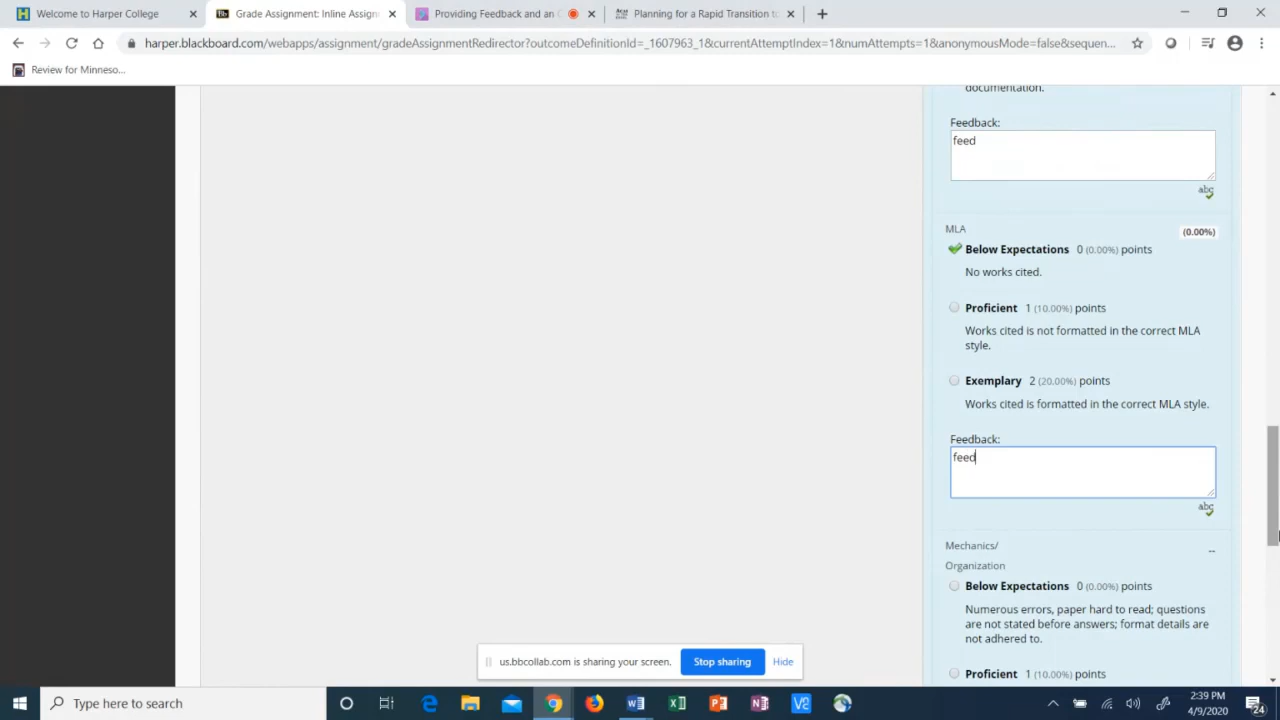 Welcome to Harper College
Grade Assignment: Inline Assign
Providing Feedback and an
Planning for a Rapid Transition to
harper.blackboard.com/webapps/assignment/gradeAssignmentRedirector?outcomeDefinitionId=_1607963_1&currentAttemptIndex=1&numAttempts=1&anonymousMode=false&sequen...
Review for Minneso...
documentation.
Feedback:
feed
abc
MLA
(0.00%)
Below Expectations 0 (0.00%) points
No works cited.
Proficient 1 (10.00%) points
Works cited is not formatted in the correct MLA
style.
Exemplary 2 (20.00%) points
Works cited is formatted in the correct MLA style.
Feedback:
feed
abc
Mechanics/
Organization
--
Below Expectations 0 (0.00%) points
Numerous errors, paper hard to read; questions
are not stated before answers; format details are
not adhered to.
Proficient 1 (10.00%) points
us.bbcollab.com is sharing your screen.
Stop sharing
Hide
Type here to search
2:39 PM
4/9/2020
24